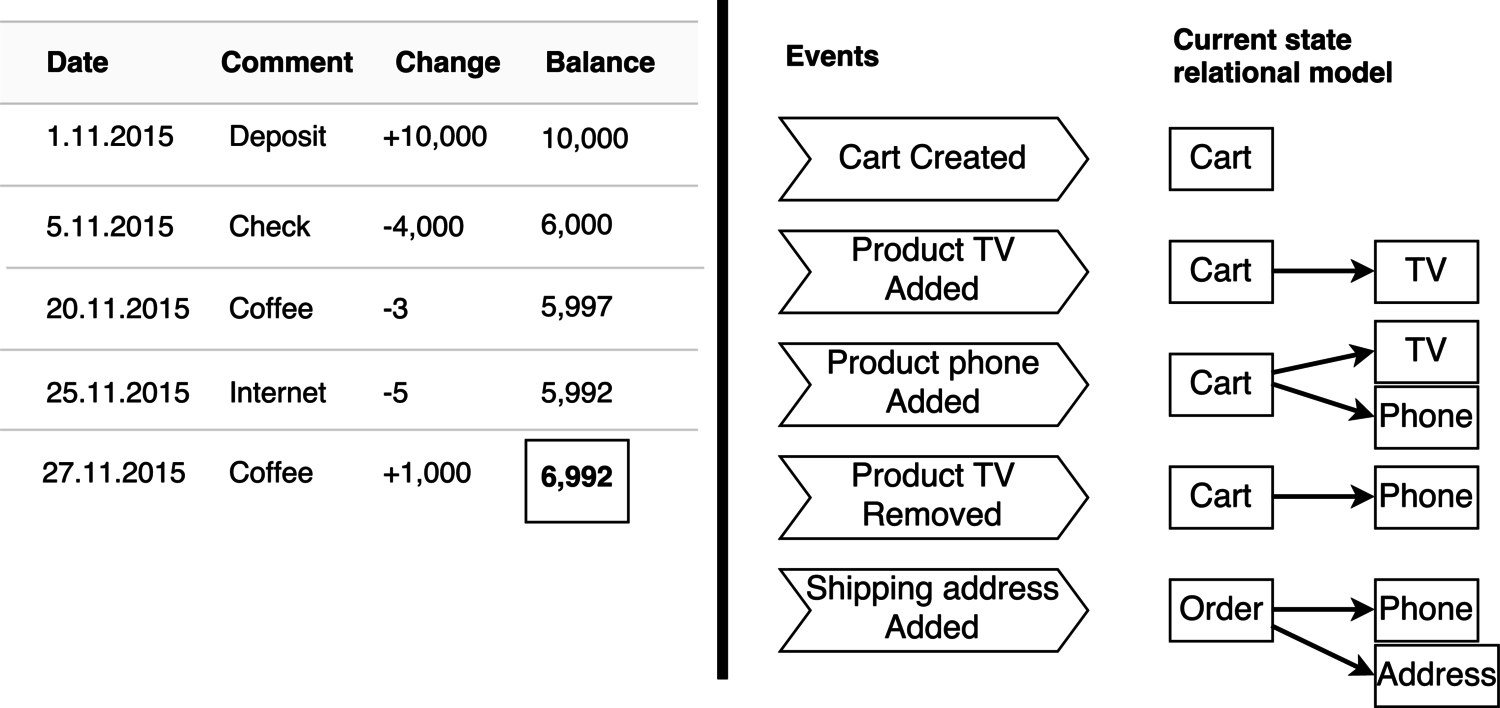 Date Comment Change Balance
1.11.2015 Deposit +10,000 10,000
5.11.2015 Check -4,000 6,000
20.11.2015 Coffee -3 5,997
25.11.2015 Internet -5 5,992
27.11.2015 Coffee +1,000 6,992
Events
Current state
relational model
Cart Created
Cart
Product TV
Added
Cart
TV
Product phone
Added
Cart
TV
Phone
Product TV
Removed
Cart
Phone
Shipping address
Added
Order
Phone
Address